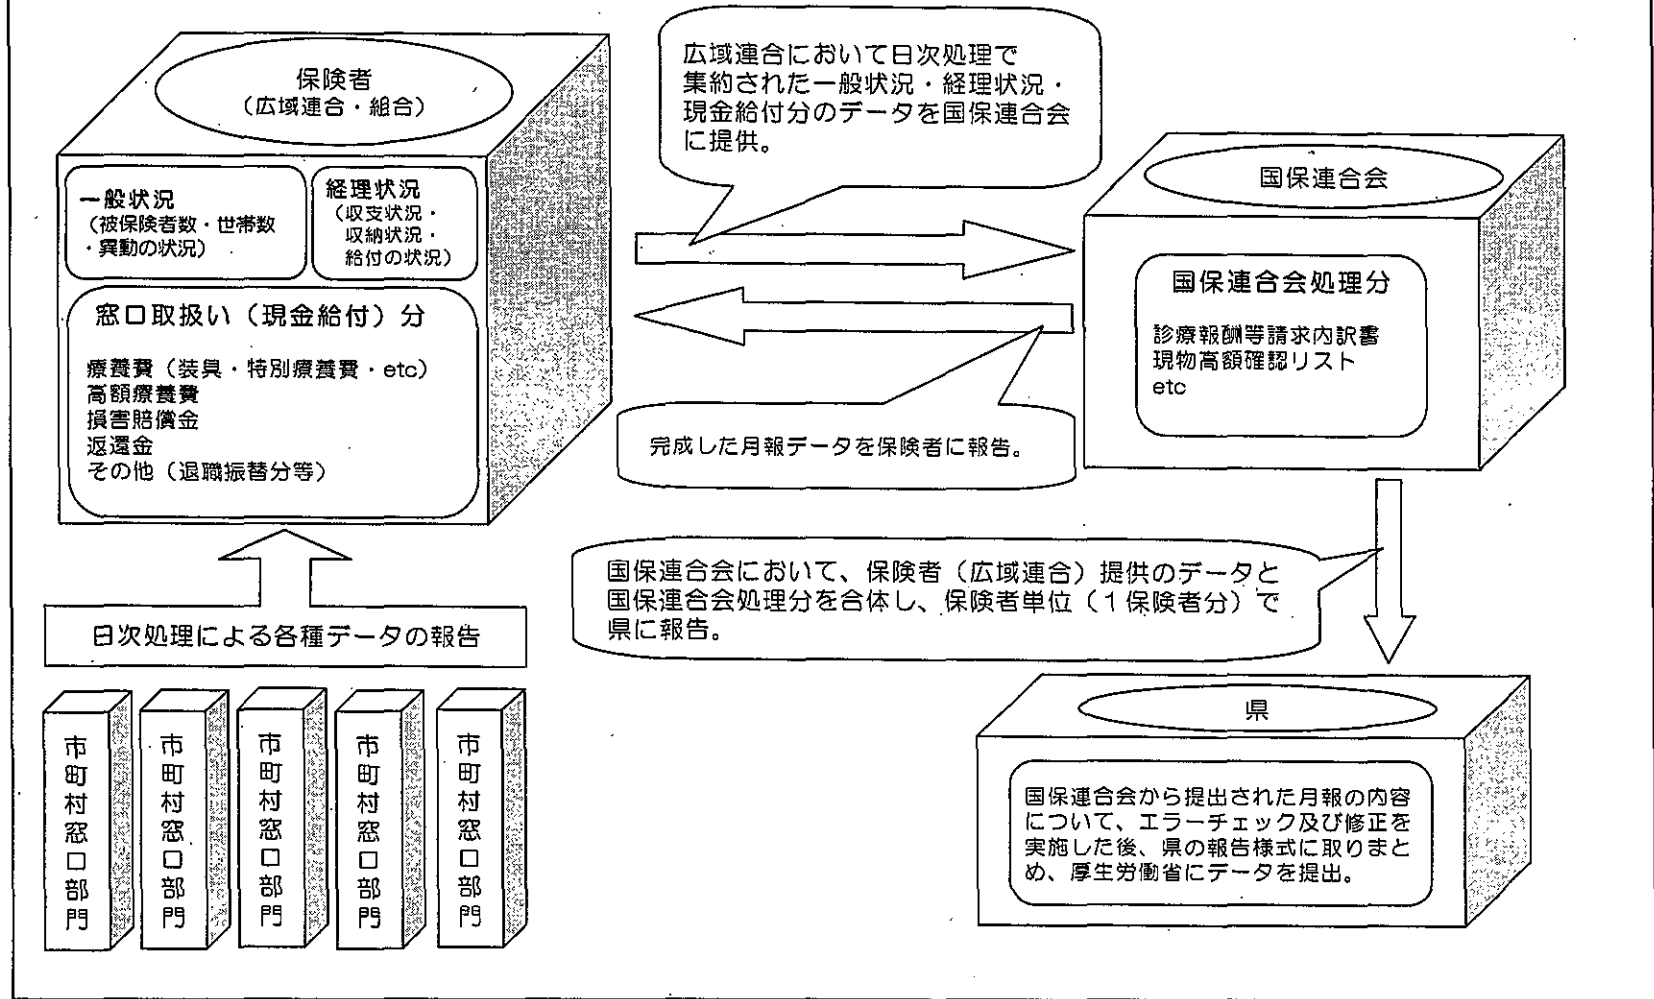 保険者
(広域連合・組合)
一般状況
(被保険者数・世帯数
・異動の状況)
経理状況
(収支状況・
収納状況・
給付の状況)
窓口取扱い(現金給付)分
療養費(装具・特別療養費・etc)
高額療養費
損害賠償金
返還金
その他(退職振替分等)
広域連合において日次処理で
集約された一般状況・経理状況・
現金給付分のデータを国保連合会
に提供。
国保連合会
国保連合会処理分
診療報酬等請求内訳書
現物高額確認リスト
etc
完成した月報データを保険者に報告。
国保連合会において、保険者(広域連合)提供のデータと
国保連合会処理分を合体し、保険者単位(1保険者分)で
県に報告。
日次処理による各種データの報告
市町村窓口部門
市町村窓口部門
市町村窓口部門
市町村窓口部門
市町村窓口部門
県
国保連合会から提出された月報の内容
について、エラーチェック及び修正を
実施した後、県の報告様式に取りまと
め、厚生労働省にデータを提出。